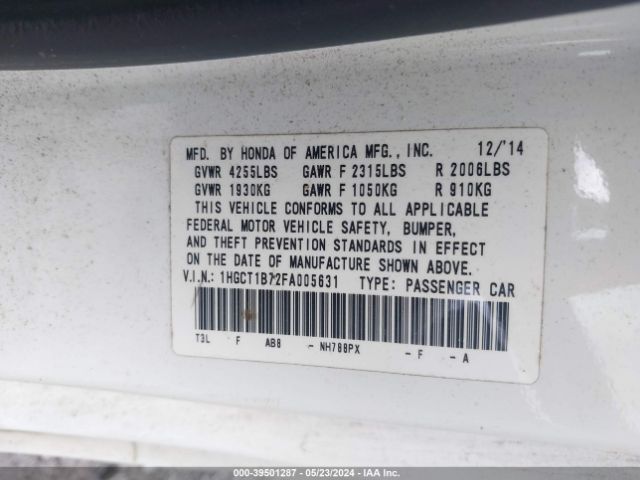 MFD. BY HONDA OF AMERICA MFG., INC. 12/'14
GVWR 4255LBS GAWR F 2315LBS R 2006LBS
GVWR 1930KG GAWR F 1050KG R 910KG
THIS VEHICLE CONFORMS TO ALL APPLICABLE
FEDERAL MOTOR VEHICLE SAFETY, BUMPER,
AND THEFT PREVENTION STANDARDS IN EFFECT
ON THE DATE OF MANUFACTURE SHOWN ABOVE.
V.I.N.: 1HGCT1B72FA005631 TYPE: PASSENGER CAR
T3L F AB8 - NH788PX - F - A
000-39501287 - 05/23/2024 - IAA Inc.